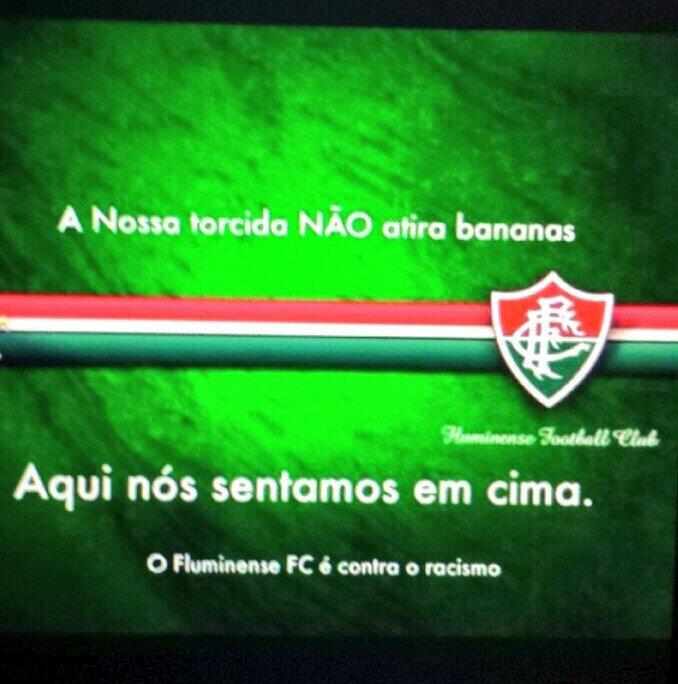 A Nossa torcida NÃO atira bananas
Fluminense Football Club
Aqui nós sentamos em cima.
O Fluminense FC é contra o racismo